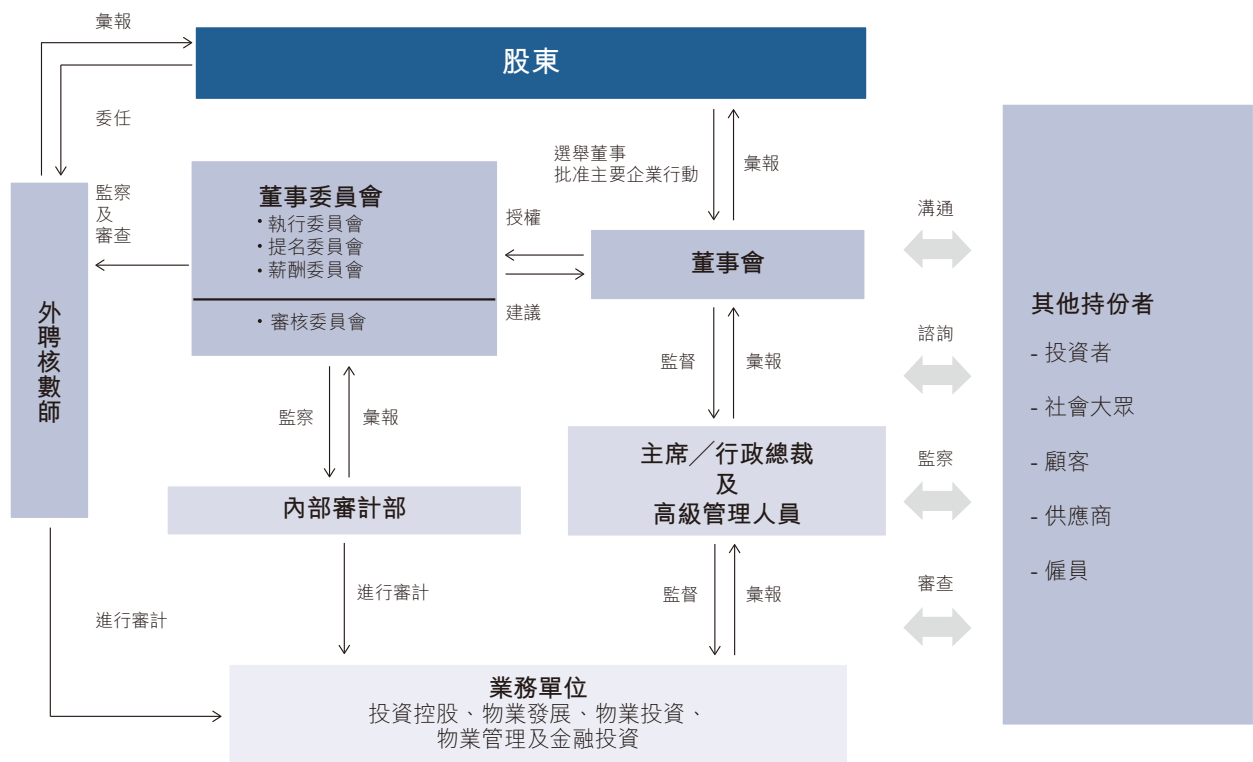 彙報
股東
委任
選舉董事
批准主要企業行動
彙報
監察
及
審查
董事委員會
•執行委員會
•提名委員會
•薪酬委員會
•審核委員會
授權
建議
董事會
溝通
外聘核數師
監察
彙報
監督
彙報
諮詢
其他持份者
- 投資者
- 社會大眾
- 顧客
- 供應商
- 僱員
內部審計部
主席／行政總裁
及
高級管理人員
監察
進行審計
進行審計
監督
彙報
審查
業務單位
投資控股、物業發展、物業投資、
物業管理及金融投資